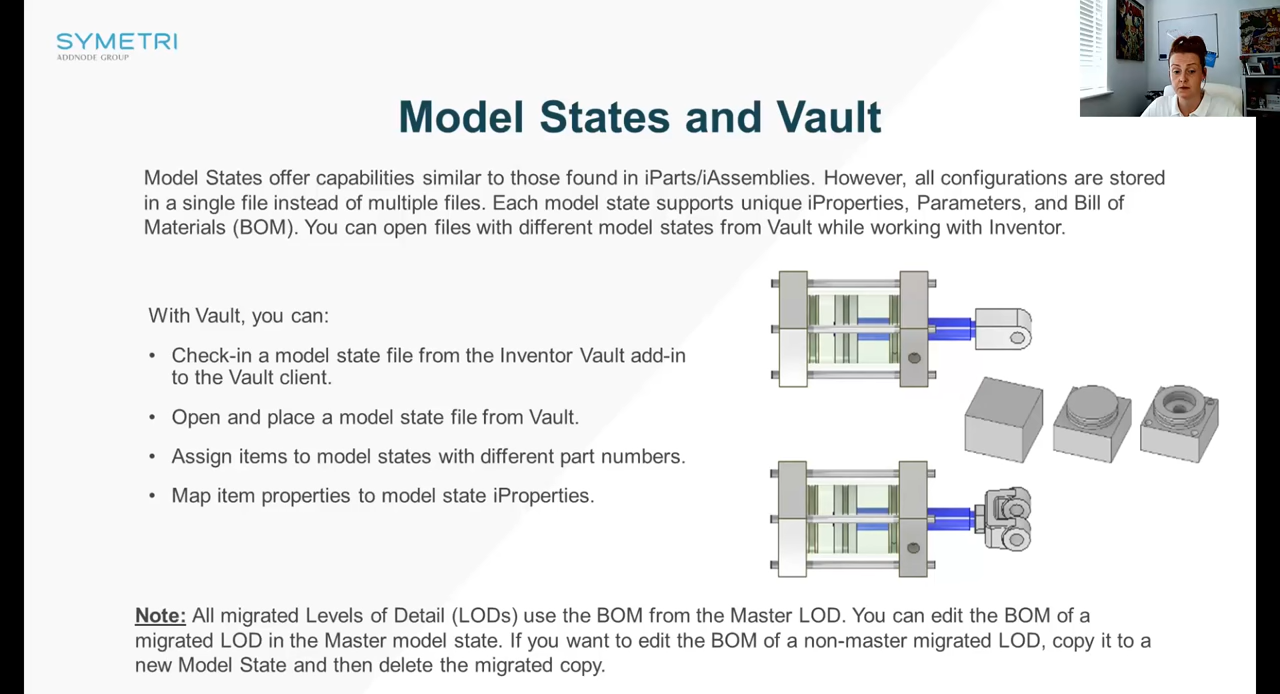 SYMETRI
ADDNODE GROUP
Model States and Vault
Model States offer capabilities similar to those found in iParts/iAssemblies. However, all configurations are stored
in a single file instead of multiple files. Each model state supports unique iProperties, Parameters, and Bill of
Materials (BOM). You can open files with different model states from Vault while working with Inventor.
With Vault, you can:
• Check-in a model state file from the Inventor Vault add-in
to the Vault client.
• Open and place a model state file from Vault.
• Assign items to model states with different part numbers.
• Map item properties to model state iProperties.
Note: All migrated Levels of Detail (LODs) use the BOM from the Master LOD. You can edit the BOM of a
migrated LOD in the Master model state. If you want to edit the BOM of a non-master migrated LOD, copy it to a
new Model State and then delete the migrated copy.